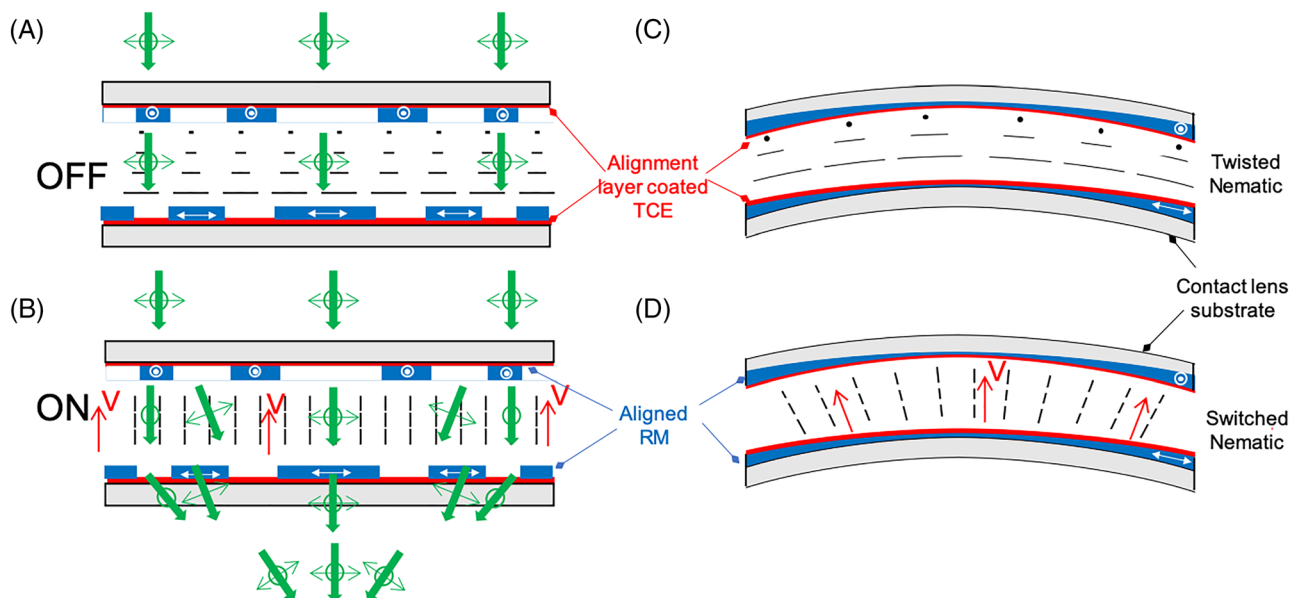 (A)
(C)
OFF
Alignment
layer coated
TCE
Twisted
Nematic
Contact lens
substrate
(B)
(D)
ON
V
V
V
V
Aligned
RM
Switched
Nematic